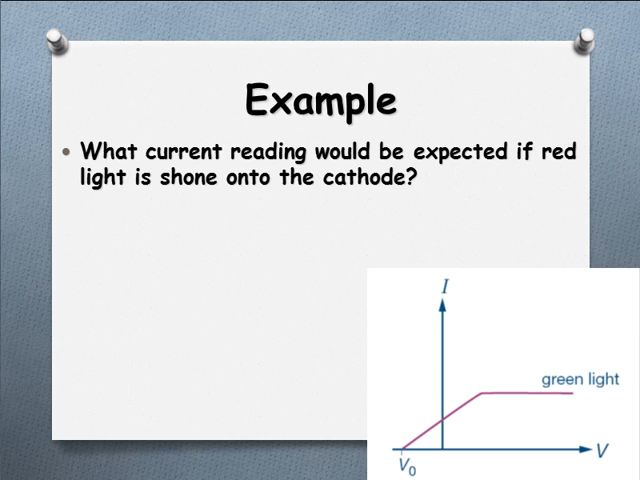 Example
• What current reading would be expected if red
light is shone onto the cathode?
I
green light
V
V₀